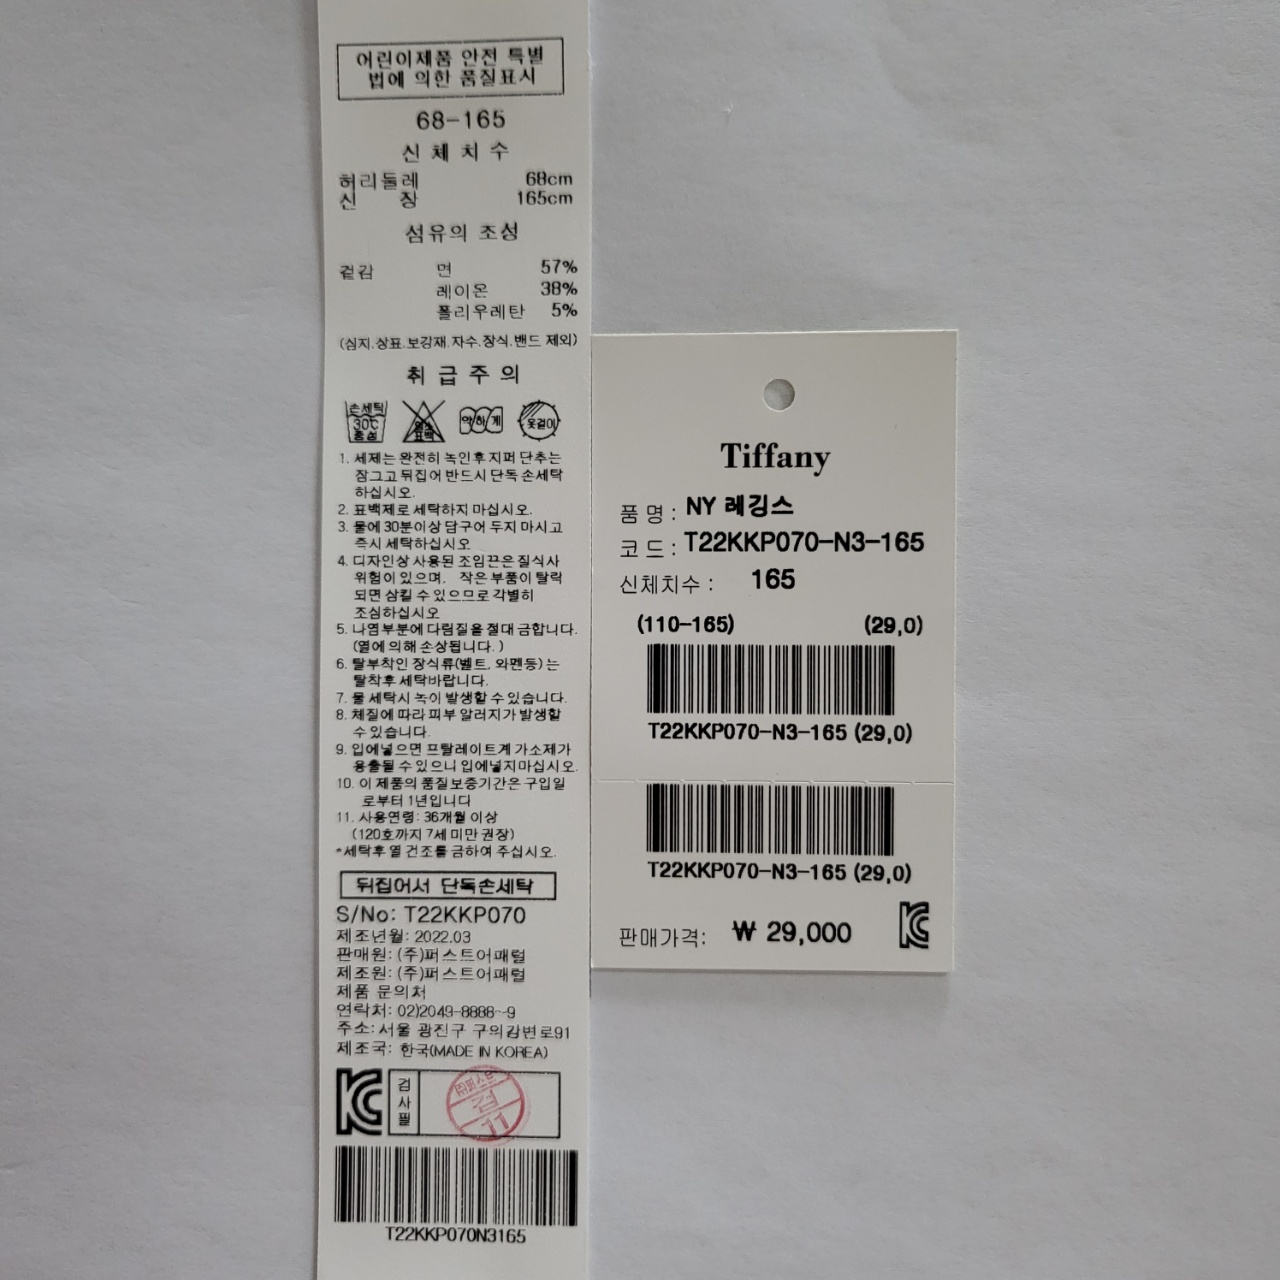 어린이제품 안전 특별
법에 의한 품질표시
68-165
신체치수
허리둘레 68cm
신 장 165cm
섬유의 조성
겉감 면 57%
레이온 38%
폴리우레탄 5%
(심지.상표.보강재.자수.장식.밴드 제외)
취급주의
손세탁
30℃
중성
염소
표백
약하게
옷걸이
1. 세제는 완전히 녹인후 지퍼 단추는
잠그고 뒤집어 반드시 단독 손세탁
하십시오.
2. 표백제로 세탁하지 마십시오.
3. 물에 30분이상 담구어 두지 마시고
즉시 세탁하십시오
4. 디자인상 사용된 조임끈은 질식사
위험이 있으며, 작은 부품이 탈락
되면 삼킬 수 있으므로 각별히
조심하십시오
5. 나염부분에 다림질을 절대 금합니다.
(열에 의해 손상됩니다.)
6. 탈부착인 장식류(벨트, 와펜등)는
탈착후 세탁바랍니다.
7. 물 세탁시 녹이 발생할 수 있습니다.
8. 체질에 따라 피부 알러지가 발생할
수 있습니다.
9. 입에넣으면 프탈레이트계 가소제가
용출될 수 있으니 입에넣지마십시오.
10. 이 제품의 품질보증기간은 구입일
로부터 1년입니다
11. 사용연령: 36개월 이상
(120호까지 7세 미만 권장)
*세탁후 열 건조를 금하여 주십시오.
뒤집어서 단독손세탁
S/No: T22KKP070
제조년월: 2022.03
판매원: (주)퍼스트어패럴
제조원: (주)퍼스트어패럴
제품 문의처
연락처: 02)2049-8888~9
주소: 서울 광진구 구의강변로91
제조국: 한국(MADE IN KOREA)
KC
검사필
검
11
T22KKP070N3165
Tiffany
품 명 : NY 레깅스
코 드 : T22KKP070-N3-165
신체치수 : 165
(110-165) (29,0)
T22KKP070-N3-165 (29,0)
T22KKP070-N3-165 (29,0)
판매가격: ₩ 29,000
KC